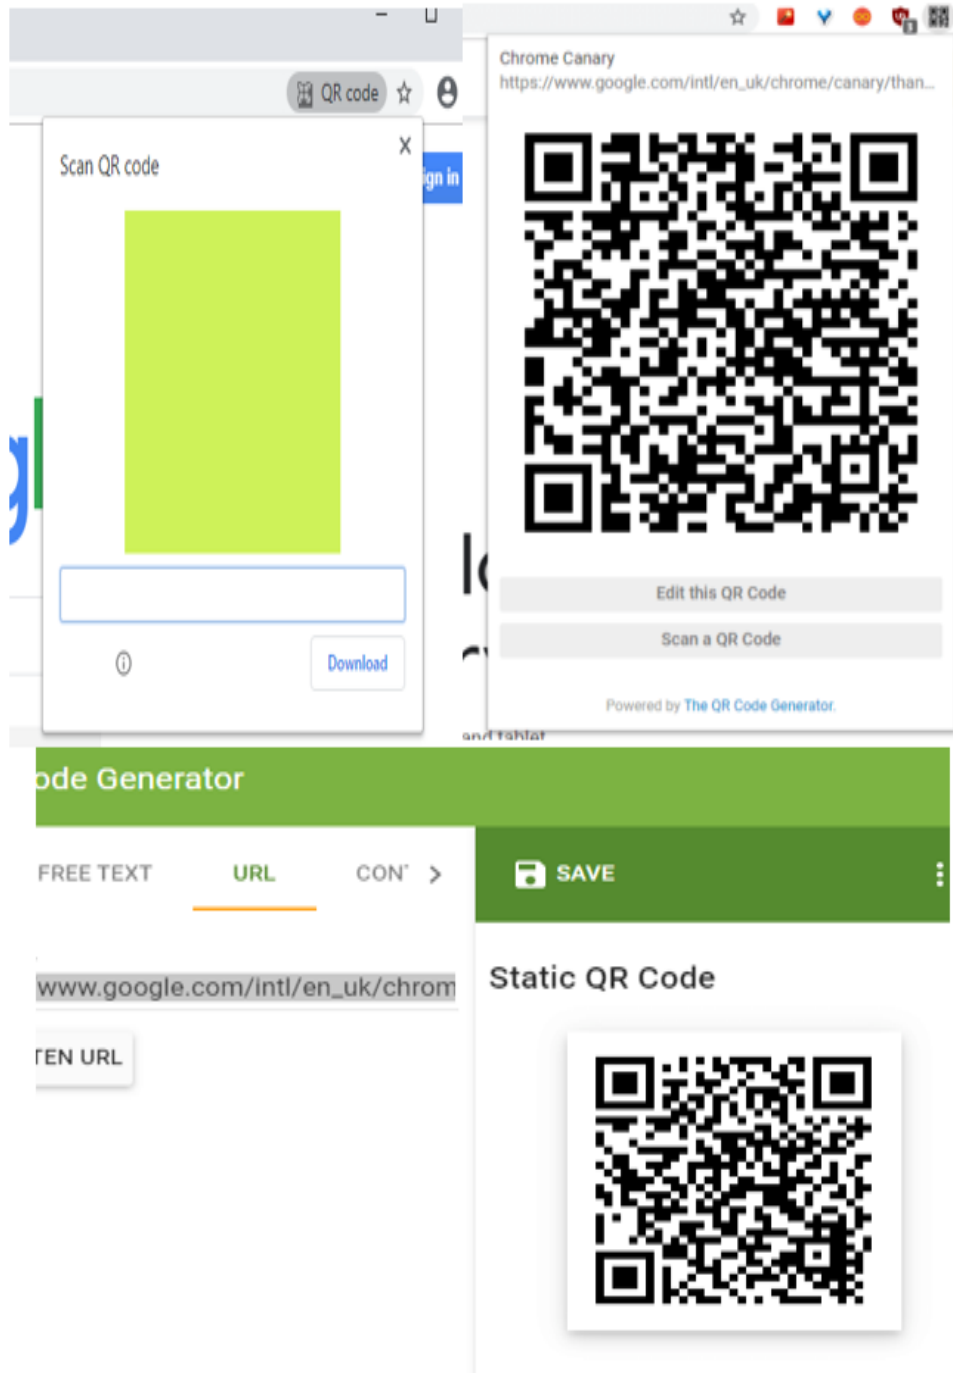 QR code
Scan QR code
X
ign in
g
Download
Chrome Canary
https://www.google.com/intl/en_uk/chrome/canary/than...
Edit this QR Code
Scan a QR Code
Powered by The QR Code Generator.
and tablet
ode Generator
FREE TEXT
URL
CON
SAVE
www.google.com/intl/en_uk/chrom
TEN URL
Static QR Code